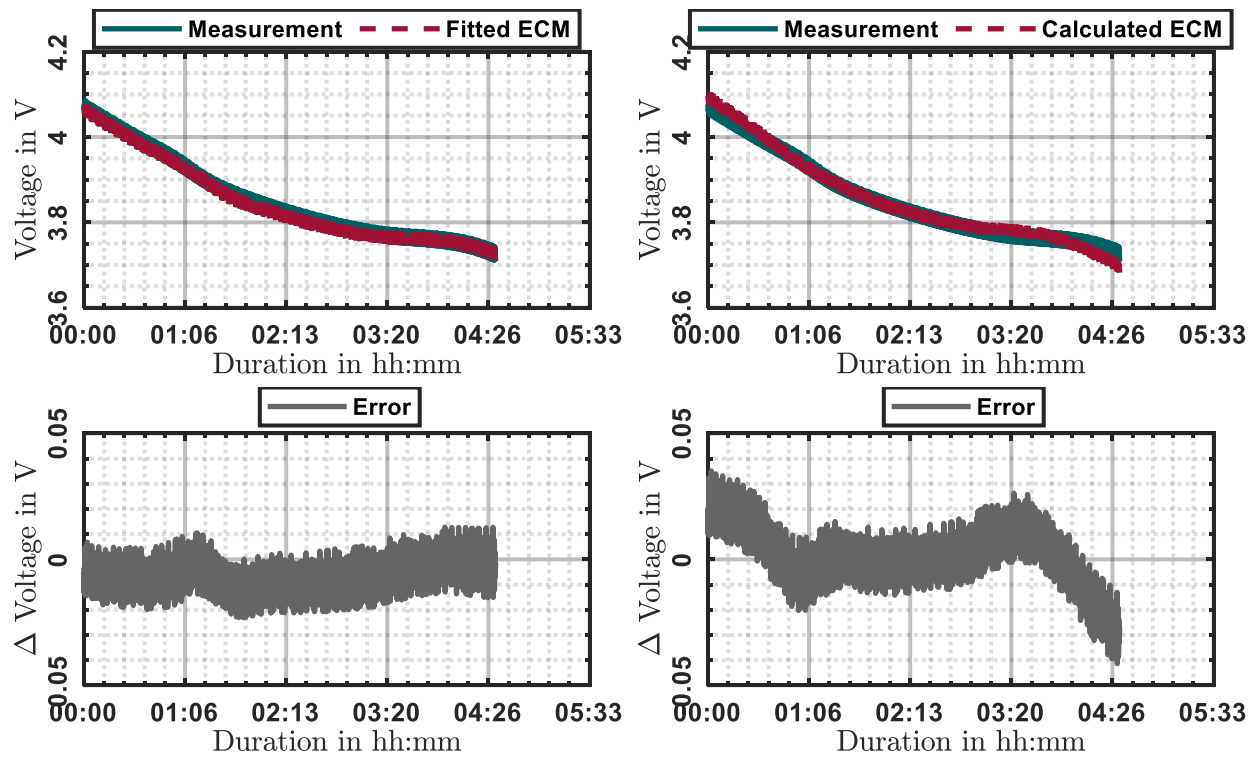 Measurement Fitted ECM
Measurement Calculated ECM
4.2
4
3.8
3.6
Voltage in V
00:00 01:06 02:13 03:20 04:26 05:33
Duration in hh:mm
4.2
4
3.8
3.6
Voltage in V
00:00 01:06 02:13 03:20 04:26 05:33
Duration in hh:mm
Error
0.05
0
0.05
Δ Voltage in V
00:00 01:06 02:13 03:20 04:26 05:33
Duration in hh:mm
Error
0.05
0
0.05
Δ Voltage in V
00:00 01:06 02:13 03:20 04:26 05:33
Duration in hh:mm